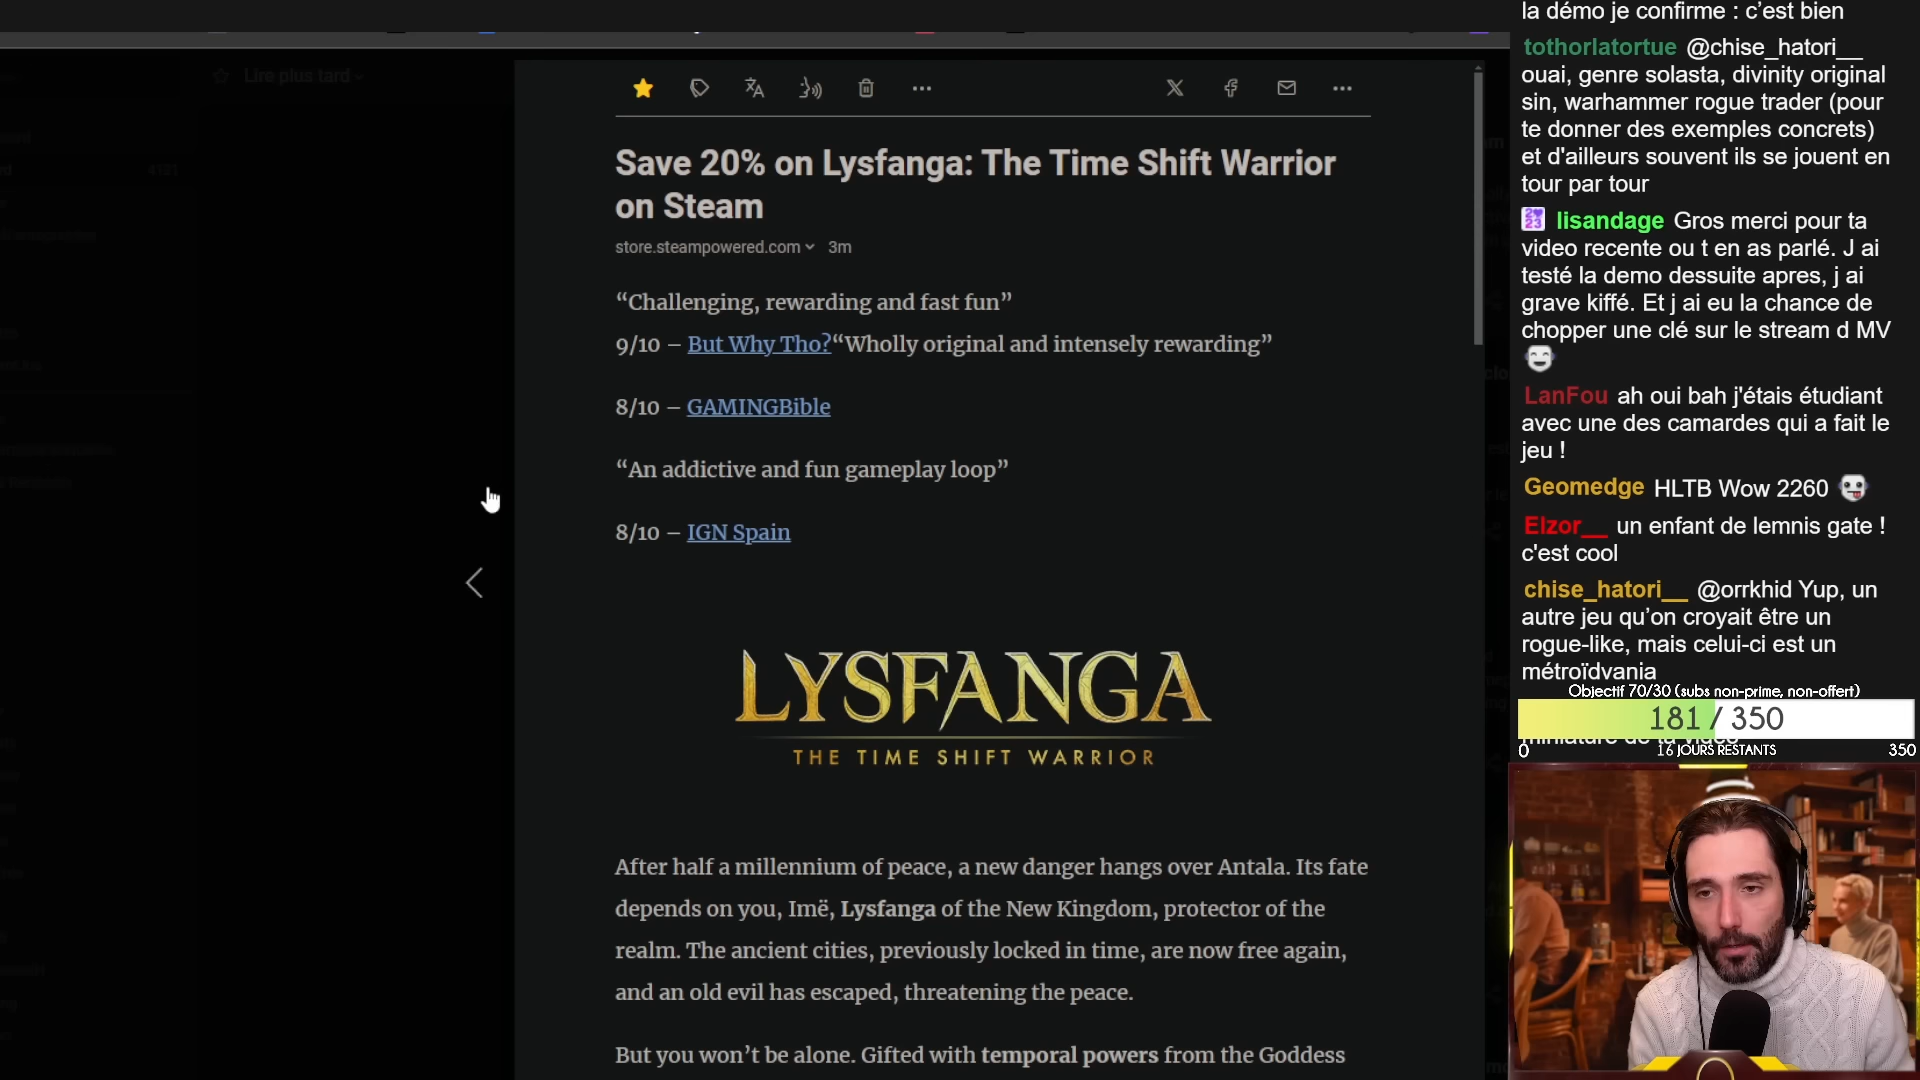 Lire plus tard
4121
Save 20% on Lysfanga: The Time Shift Warrior
on Steam
store.steampowered.com 3m
“Challenging, rewarding and fast fun”
9/10 – But Why Tho?“Wholly original and intensely rewarding”
8/10 – GAMINGBible
“An addictive and fun gameplay loop”
8/10 – IGN Spain
LYSFANGA
THE TIME SHIFT WARRIOR
After half a millennium of peace, a new danger hangs over Antala. Its fate
depends on you, Imë, Lysfanga of the New Kingdom, protector of the
realm. The ancient cities, previously locked in time, are now free again,
and an old evil has escaped, threatening the peace.
But you won’t be alone. Gifted with temporal powers from the Goddess
la démo je confirme : c’est bien
tothorlatortue @chise_hatori__
ouai, genre solasta, divinity original
sin, warhammer rogue trader (pour
te donner des exemples concrets)
et d'ailleurs souvent ils se jouent en
tour par tour
lisandage Gros merci pour ta
video recente ou t en as parlé. J ai
testé la demo dessuite apres, j ai
grave kiffé. Et j ai eu la chance de
chopper une clé sur le stream d MV
LanFou ah oui bah j'étais étudiant
avec une des camardes qui a fait le
jeu !
Geomedge HLTB Wow 2260
Elzor__ un enfant de lemnis gate !
c'est cool
chise_hatori__ @orrkhid Yup, un
autre jeu qu’on croyait être un
rogue-like, mais celui-ci est un
métroïdvania
Objectif 70/30 (subs non-prime, non-offert)
181 / 350
0 16 JOURS RESTANTS 350